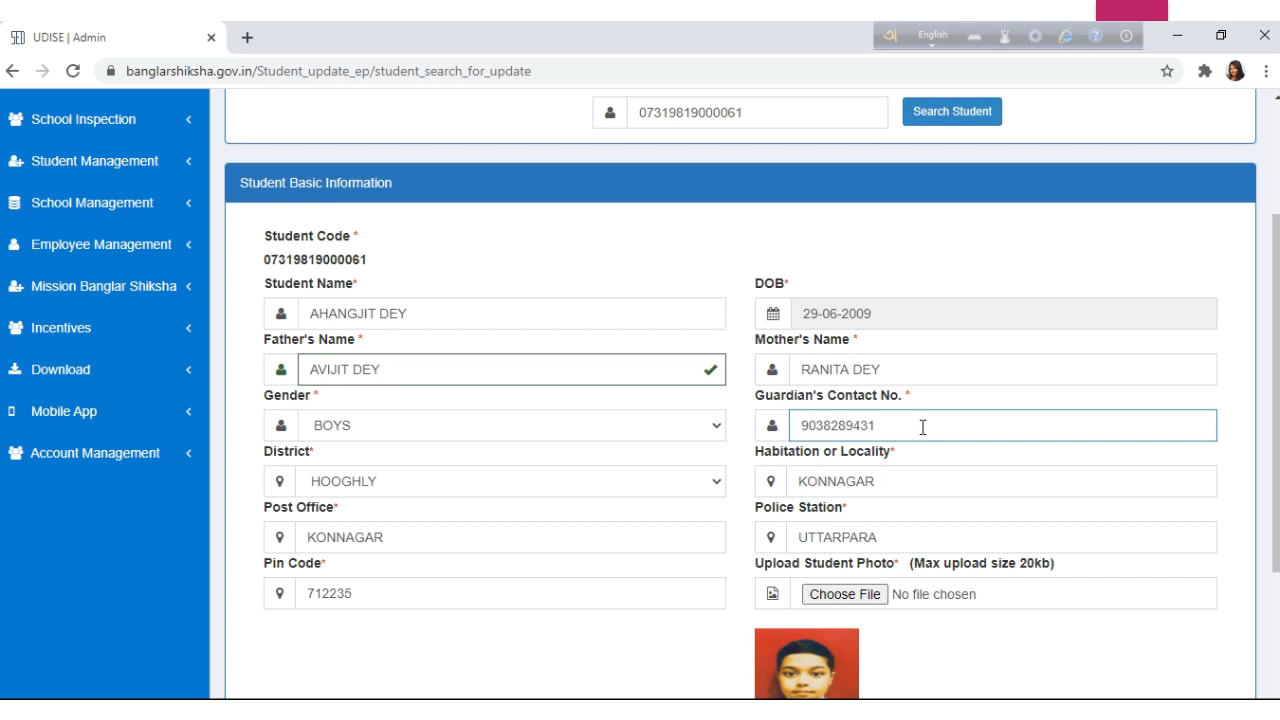 UDISE | Admin
English
banglarshiksha.gov.in/Student_update_ep/student_search_for_update
School Inspection
Student Management
School Management
Employee Management
Mission Banglar Shiksha
Incentives
Download
Mobile App
Account Management
07319819000061 Search Student
Student Basic Information
Student Code *
07319819000061
Student Name* DOB*
AHANGJIT DEY 29-06-2009
Father's Name * Mother's Name *
AVIJIT DEY RANITA DEY
Gender * Guardian's Contact No. *
BOYS 9038289431
District* Habitation or Locality*
HOOGHLY KONNAGAR
Post Office* Police Station*
KONNAGAR UTTARPARA
Pin Code* Upload Student Photo* (Max upload size 20kb)
712235 Choose File No file chosen